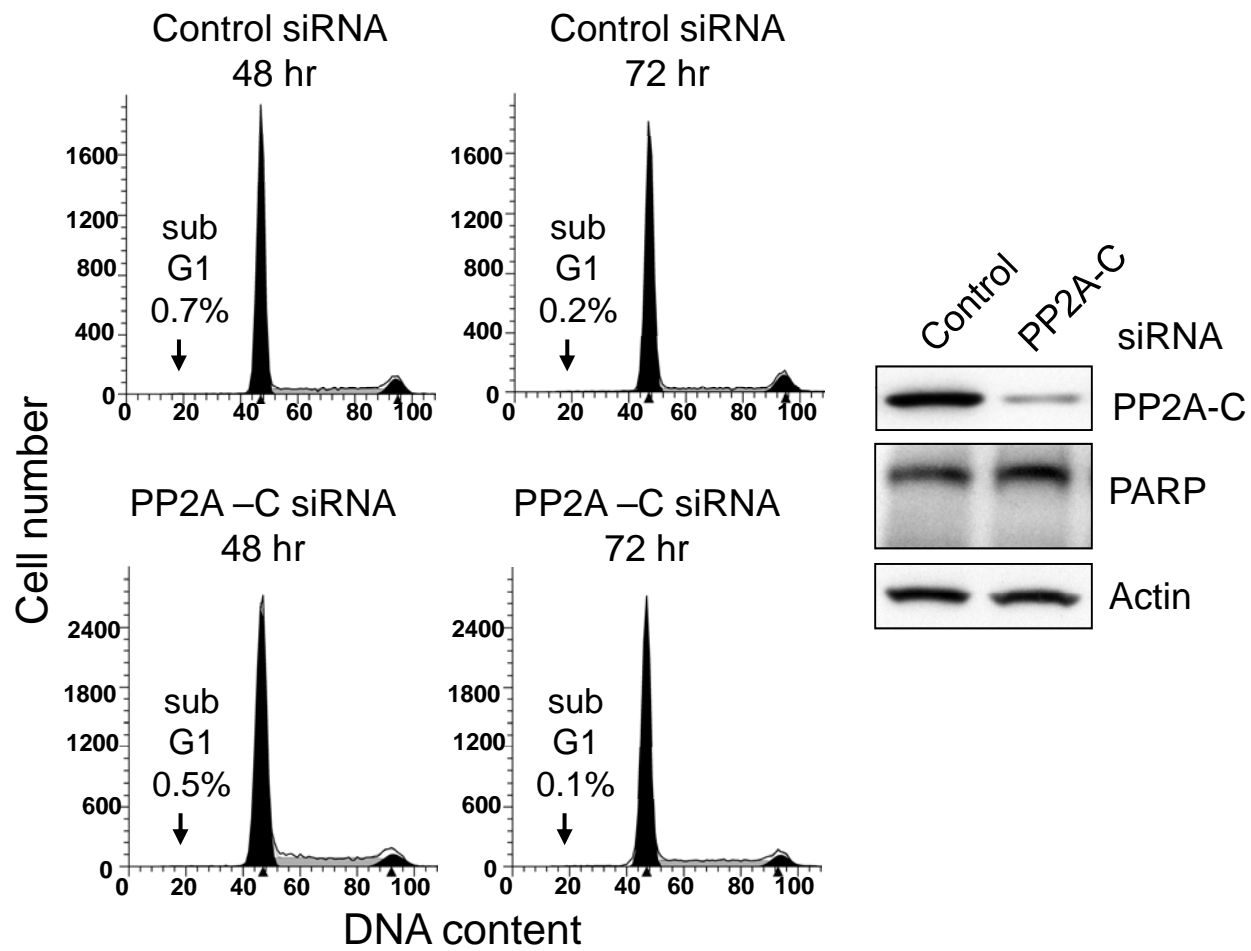 Control siRNA
48 hr
1600
1200
800
400
0
sub
G1
0.7%
0 20 40 60 80 100
Control siRNA
72 hr
1600
1200
800
400
0
sub
G1
0.2%
0 20 40 60 80 100
Cell number
PP2A –C siRNA
48 hr
2400
1800
1200
600
0
sub
G1
0.5%
0 20 40 60 80 100
PP2A –C siRNA
72 hr
2400
1800
1200
600
0
sub
G1
0.1%
0 20 40 60 80 100
DNA content
Control
PP2A-C
siRNA
PP2A-C
PARP
Actin